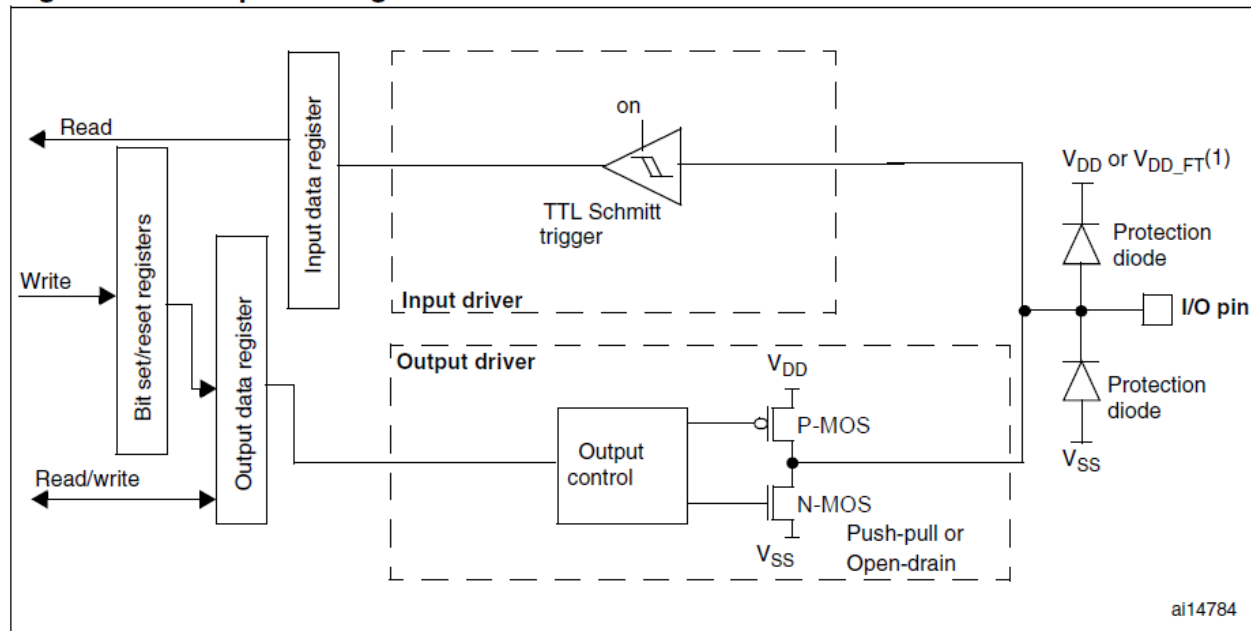 on
Read
Input data register
TTL Schmitt
trigger
Input driver
V_DD or V_DD_FT(1)
Protection
diode
I/O pin
Protection
diode
V_SS
Write
Bit set/reset registers
Output data register
Read/write
Output driver
V_DD
Output
control
P-MOS
N-MOS
V_SS
Push-pull or
Open-drain
ai14784